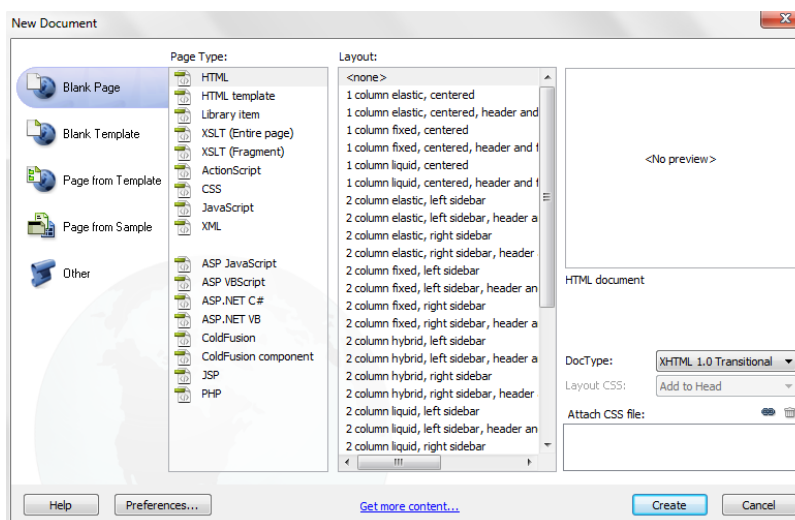 New Document
Page Type:
Layout:
Blank Page
Blank Template
Page from Template
Page from Sample
Other
HTML
HTML template
Library item
XSLT (Entire page)
XSLT (Fragment)
ActionScript
CSS
JavaScript
XML
ASP JavaScript
ASP VBScript
ASP.NET C#
ASP.NET VB
ColdFusion
ColdFusion component
JSP
PHP
<none>
1 column elastic, centered
1 column elastic, centered, header and
1 column fixed, centered
1 column fixed, centered, header and f
1 column liquid, centered
1 column liquid, centered, header and f
2 column elastic, left sidebar
2 column elastic, left sidebar, header a
2 column elastic, right sidebar
2 column elastic, right sidebar, header
2 column fixed, left sidebar
2 column fixed, left sidebar, header an
2 column fixed, right sidebar
2 column fixed, right sidebar, header a
2 column hybrid, left sidebar
2 column hybrid, left sidebar, header a
2 column hybrid, right sidebar
2 column hybrid, right sidebar, header
2 column liquid, left sidebar
2 column liquid, left sidebar, header an
2 column liquid, right sidebar
<No preview>
HTML document
DocType: XHTML 1.0 Transitional
Layout CSS: Add to Head
Attach CSS file:
Help
Preferences...
Get more content...
Create
Cancel